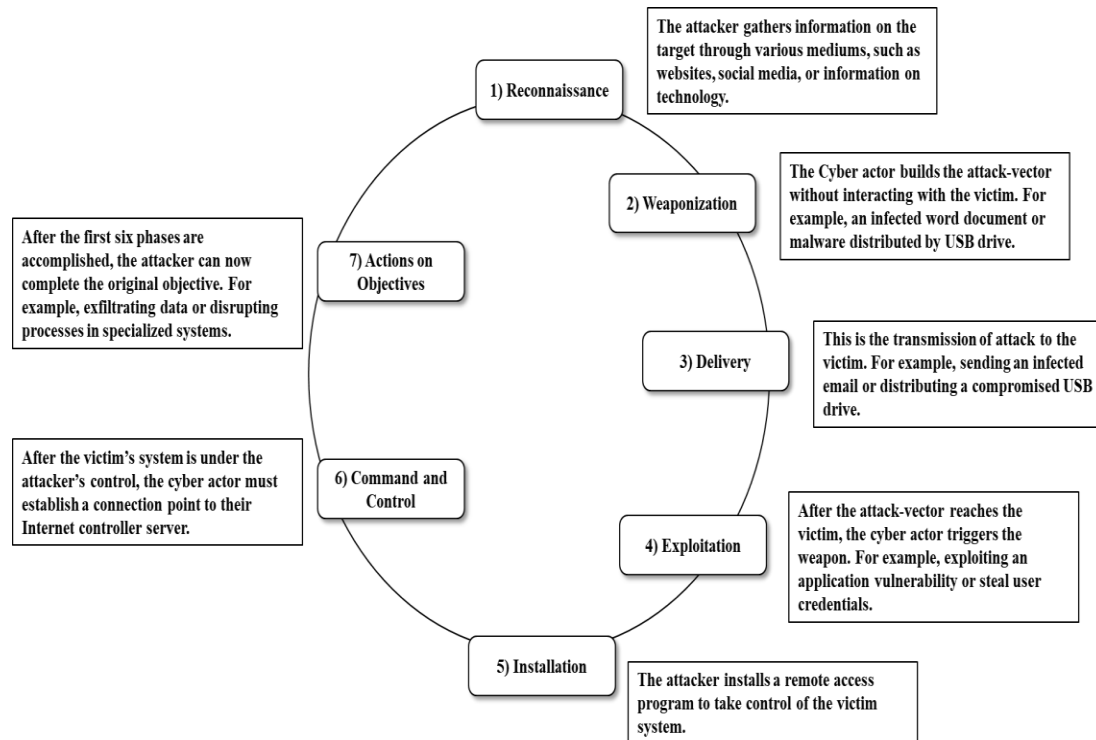 1) Reconnaissance
The attacker gathers information on the
target through various mediums, such as
websites, social media, or information on
technology.
2) Weaponization
The Cyber actor builds the attack-vector
without interacting with the victim. For
example, an infected word document or
malware distributed by USB drive.
3) Delivery
This is the transmission of attack to the
victim. For example, sending an infected
email or distributing a compromised USB
drive.
4) Exploitation
After the attack-vector reaches the
victim, the cyber actor triggers the
weapon. For example, exploiting an
application vulnerability or steal user
credentials.
5) Installation
The attacker installs a remote access
program to take control of the victim
system.
6) Command and
Control
After the victim’s system is under the
attacker’s control, the cyber actor must
establish a connection point to their
Internet controller server.
7) Actions on
Objectives
After the first six phases are
accomplished, the attacker can now
complete the original objective. For
example, exfiltrating data or disrupting
processes in specialized systems.